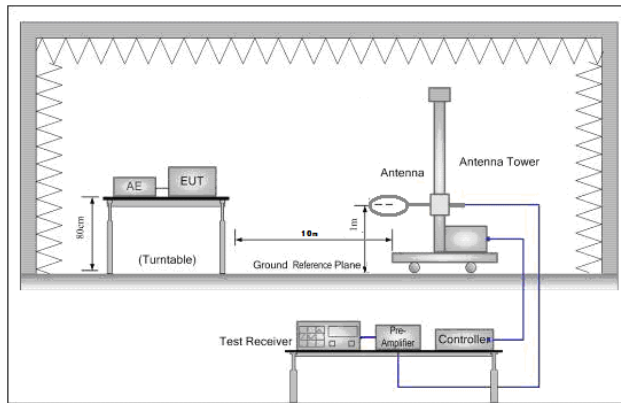 Antenna
Antenna Tower
AE
EUT
80cm
(Turntable)
10m
1m
Ground Reference Plane
Test Receiver
Pre-
Amplifier
Controller